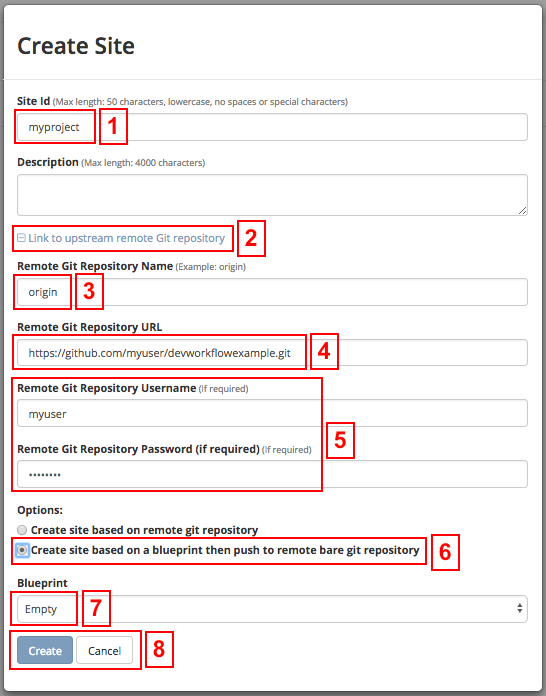 Create Site
Site Id (Max length: 50 characters, lowercase, no spaces or special characters)
myproject 1
Description (Max length: 4000 characters)
Link to upstream remote Git repository 2
Remote Git Repository Name (Example: origin)
origin 3
Remote Git Repository URL
https://github.com/myuser/devworkflowexample.git 4
Remote Git Repository Username (If required)
myuser
5
Remote Git Repository Password (if required) (If required)
••••••••
Options:
Create site based on remote git repository
Create site based on a blueprint then push to remote bare git repository 6
Blueprint
Empty 7
Create Cancel 8